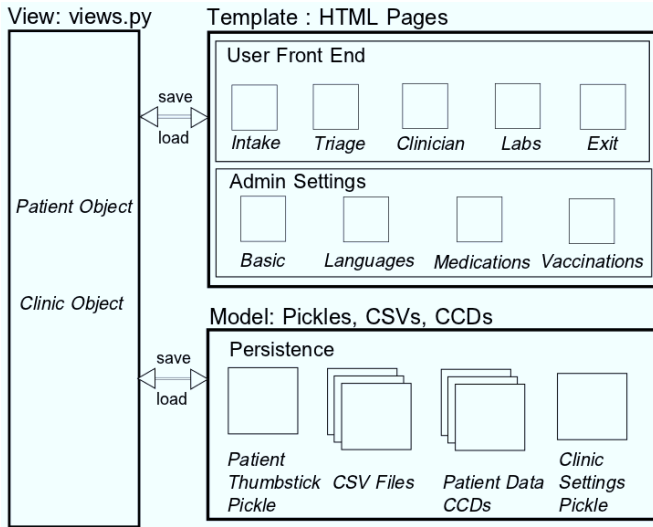 View: views.py
Template : HTML Pages
User Front End
save
load
Intake
Triage
Clinician
Labs
Exit
Admin Settings
Patient Object
Basic
Languages
Medications
Vaccinations
Clinic Object
Model: Pickles, CSVs, CCDs
Persistence
save
load
Patient
Thumbstick
Pickle
CSV Files
Patient Data
CCDs
Clinic
Settings
Pickle